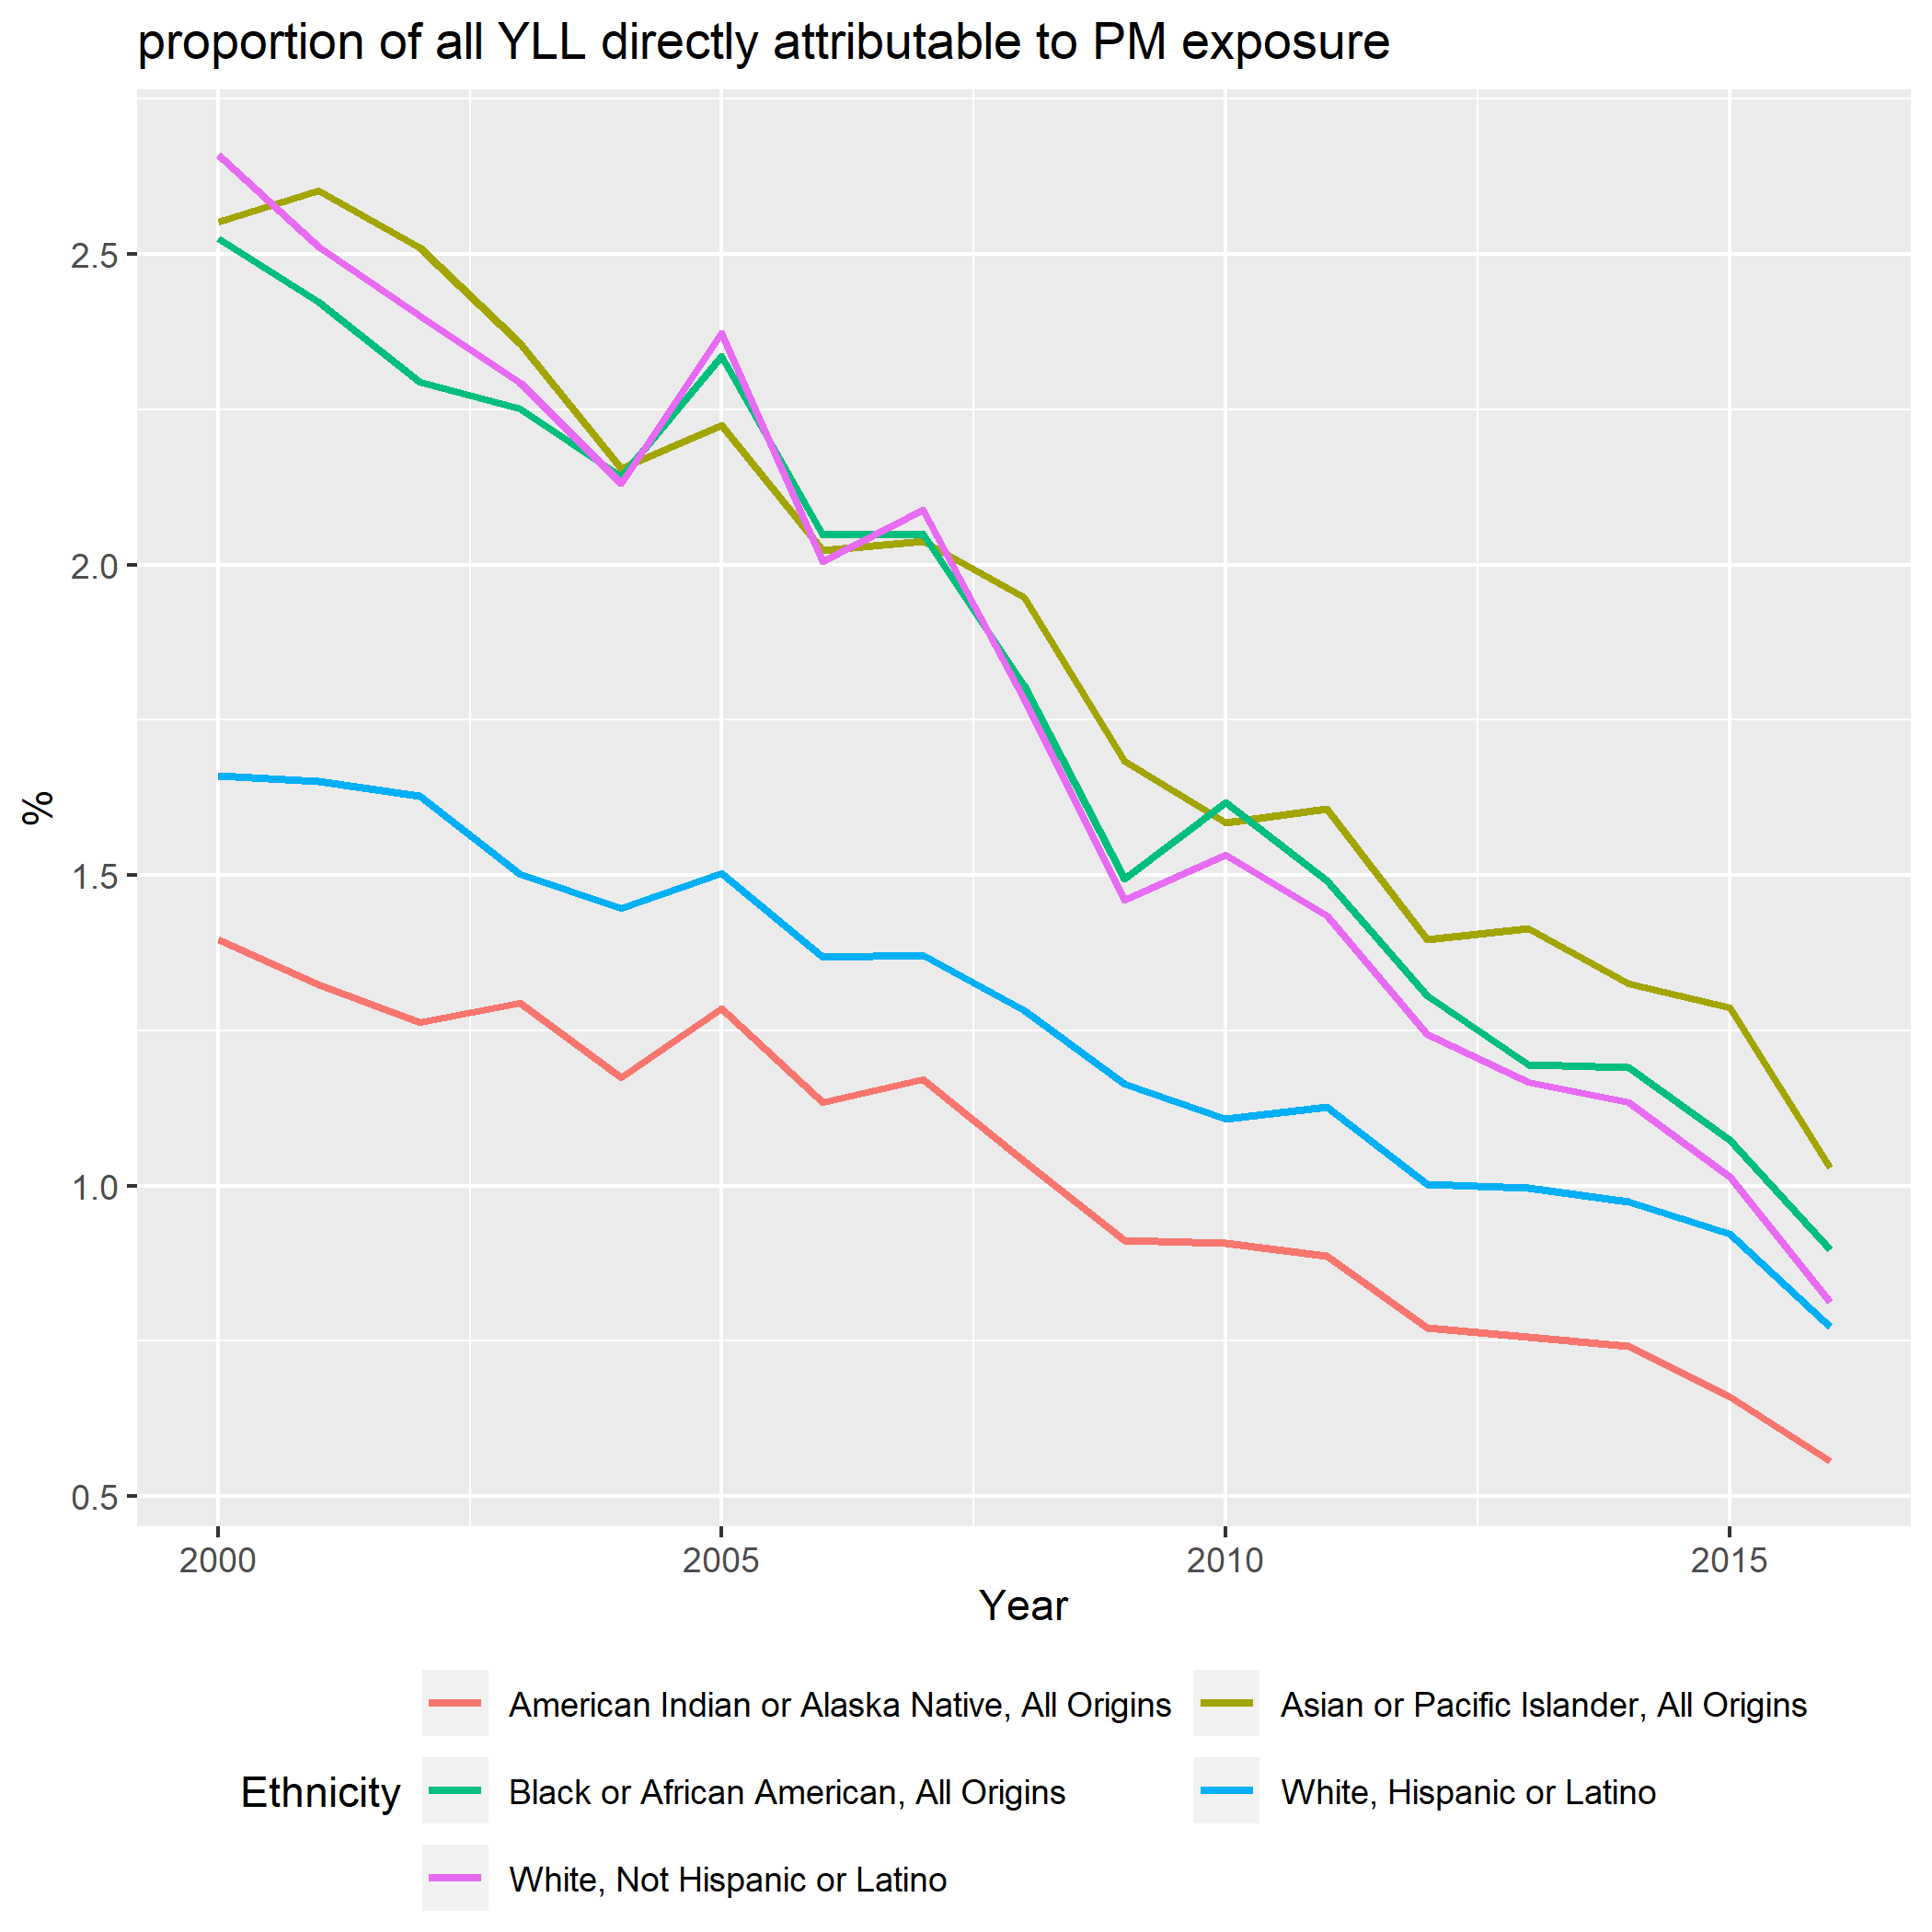 proportion of all YLL directly attributable to PM exposure
2.5
2.0
%
1.5
1.0
0.5
2000 2005 2010 2015
Year
American Indian or Alaska Native, All Origins Asian or Pacific Islander, All Origins
Ethnicity Black or African American, All Origins White, Hispanic or Latino
White, Not Hispanic or Latino